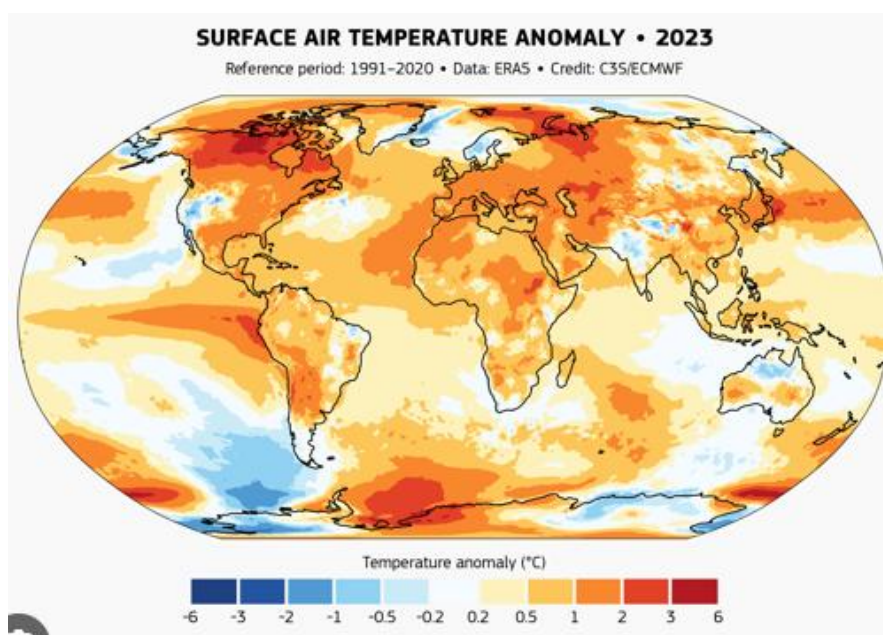 SURFACE AIR TEMPERATURE ANOMALY • 2023
Reference period: 1991–2020 • Data: ERA5 • Credit: C3S/ECMWF
Temperature anomaly (°C)
-6 -3 -2 -1 -0.5 -0.2 0.2 0.5 1 2 3 6